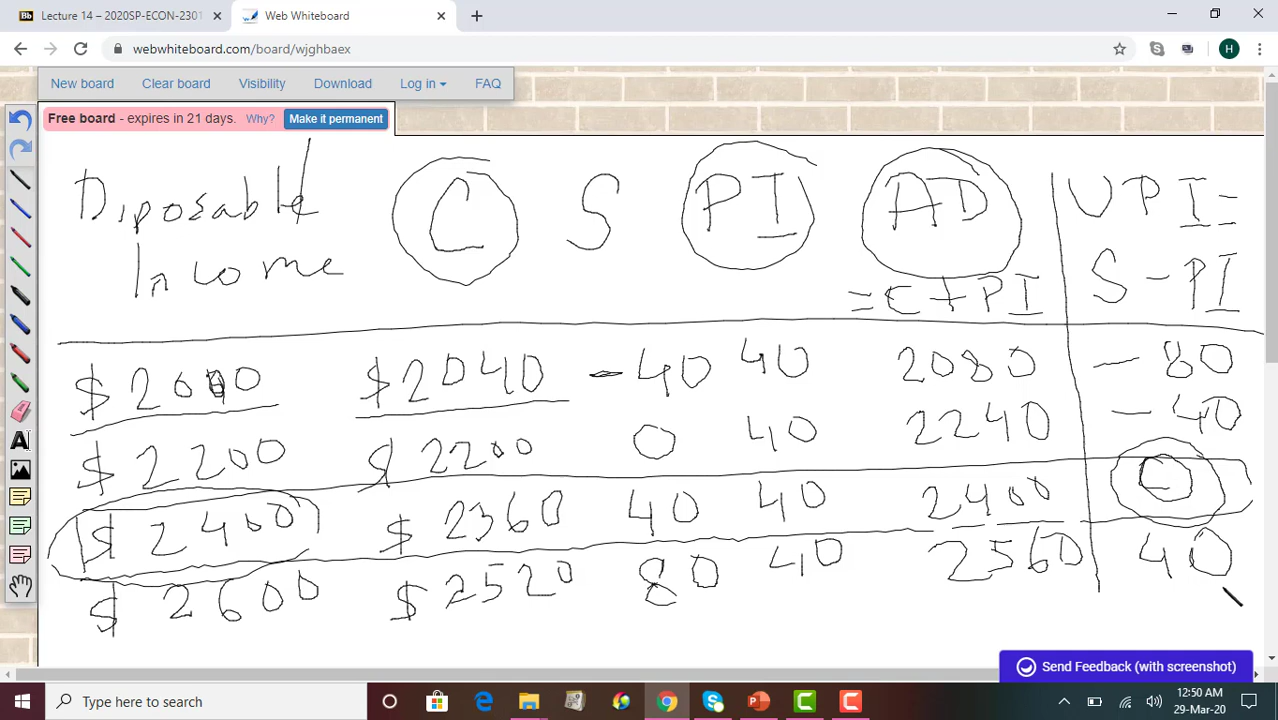 Lecture 14 – 2020SP-ECON-2301
Web Whiteboard
webwhiteboard.com/board/wjghbaex
H
New board Clear board Visibility Download Log in FAQ
Free board - expires in 21 days. Why? Make it permanent
Diposable C S PI AD UPI=
Income =C+PI S-PI
$2000 $2040 -40 40 2080 -80
$2200 $2200 0 40 2240 -40
$2400 $2360 40 40 2400 0
$2600 $2520 80 40 2560 40
Send Feedback (with screenshot)
Type here to search
12:50 AM
29-Mar-20